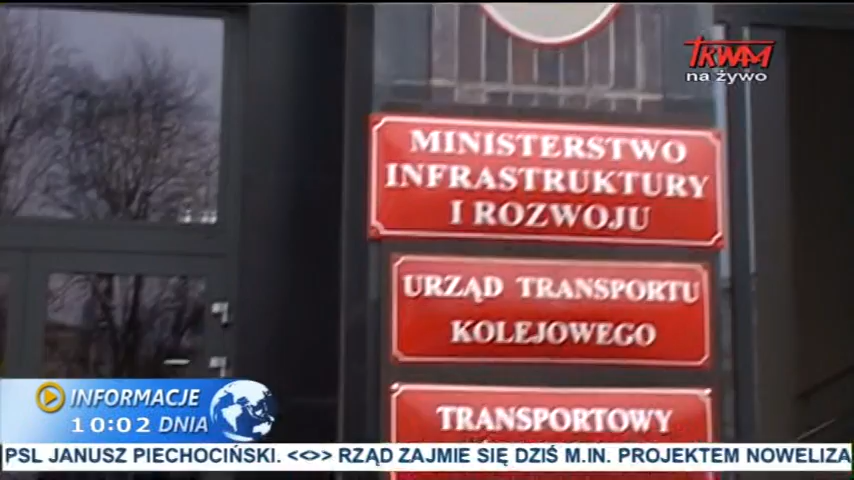 TRWAM
na żywo
MINISTERSTWO
INFRASTRUKTURY
I ROZWOJU
URZĄD TRANSPORTU
KOLEJOWEGO
TRANSPORTOWY
INFORMACJE
10:02 DNIA
PSL JANUSZ PIECHOCIŃSKI. <<>> RZĄD ZAJMIE SIĘ DZIŚ M.IN. PROJEKTEM NOWELIZA